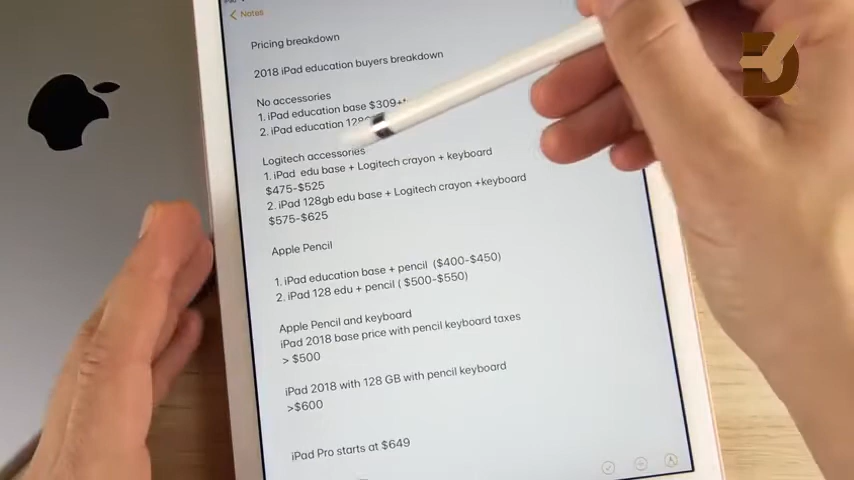 Notes
Pricing breakdown
2018 iPad education buyers breakdown
No accessories
1. iPad education base $309+
2. iPad education 128
Logitech accessories
1. iPad edu base + Logitech crayon + keyboard
$475-$525
2. iPad 128gb edu base + Logitech crayon +keyboard
$575-$625
Apple Pencil
1. iPad education base + pencil ($400-$450)
2. iPad 128 edu + pencil ( $500-$550)
Apple Pencil and keyboard
iPad 2018 base price with pencil keyboard taxes
> $500
iPad 2018 with 128 GB with pencil keyboard
>$600
iPad Pro starts at $649